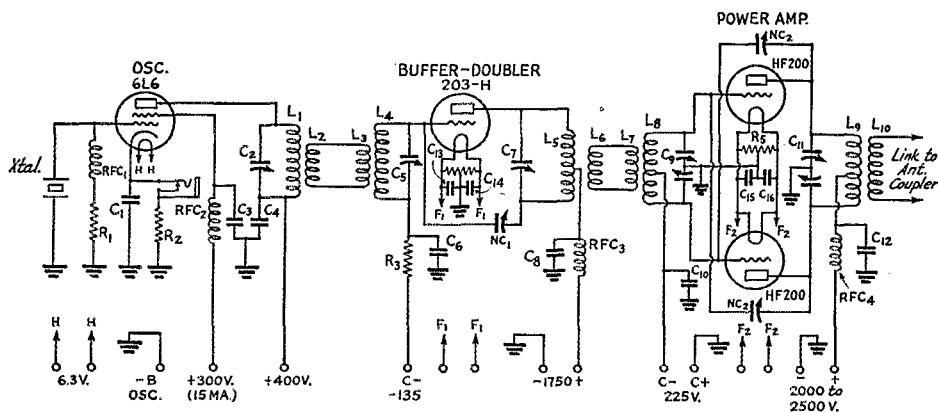 POWER AMP.
NC2
HF200
OSC.
6L6
BUFFER-DOUBLER
203-H
L1
L2
L3
L4
L5
L6
L7
L8
L9
L10
Xtal.
H H
RFC1
C1
R1
R2
RFC2
C2
C3
C4
C5
C13
C14
F1
F1
C7
NC1
R3
C6
C8
RFC3
C9
R5
C15
C16
F2
F2
C11
C10
HF200
NC2
C12
RFC4
Link to
Ant.
Coupler
H H
F1 F1
F2 F2
6.3V.
-B
OSC.
+300V.
(15MA.)
+400V.
C-
-135
-1750+
C- C+
225V.
- +
2000 to
2500 V.